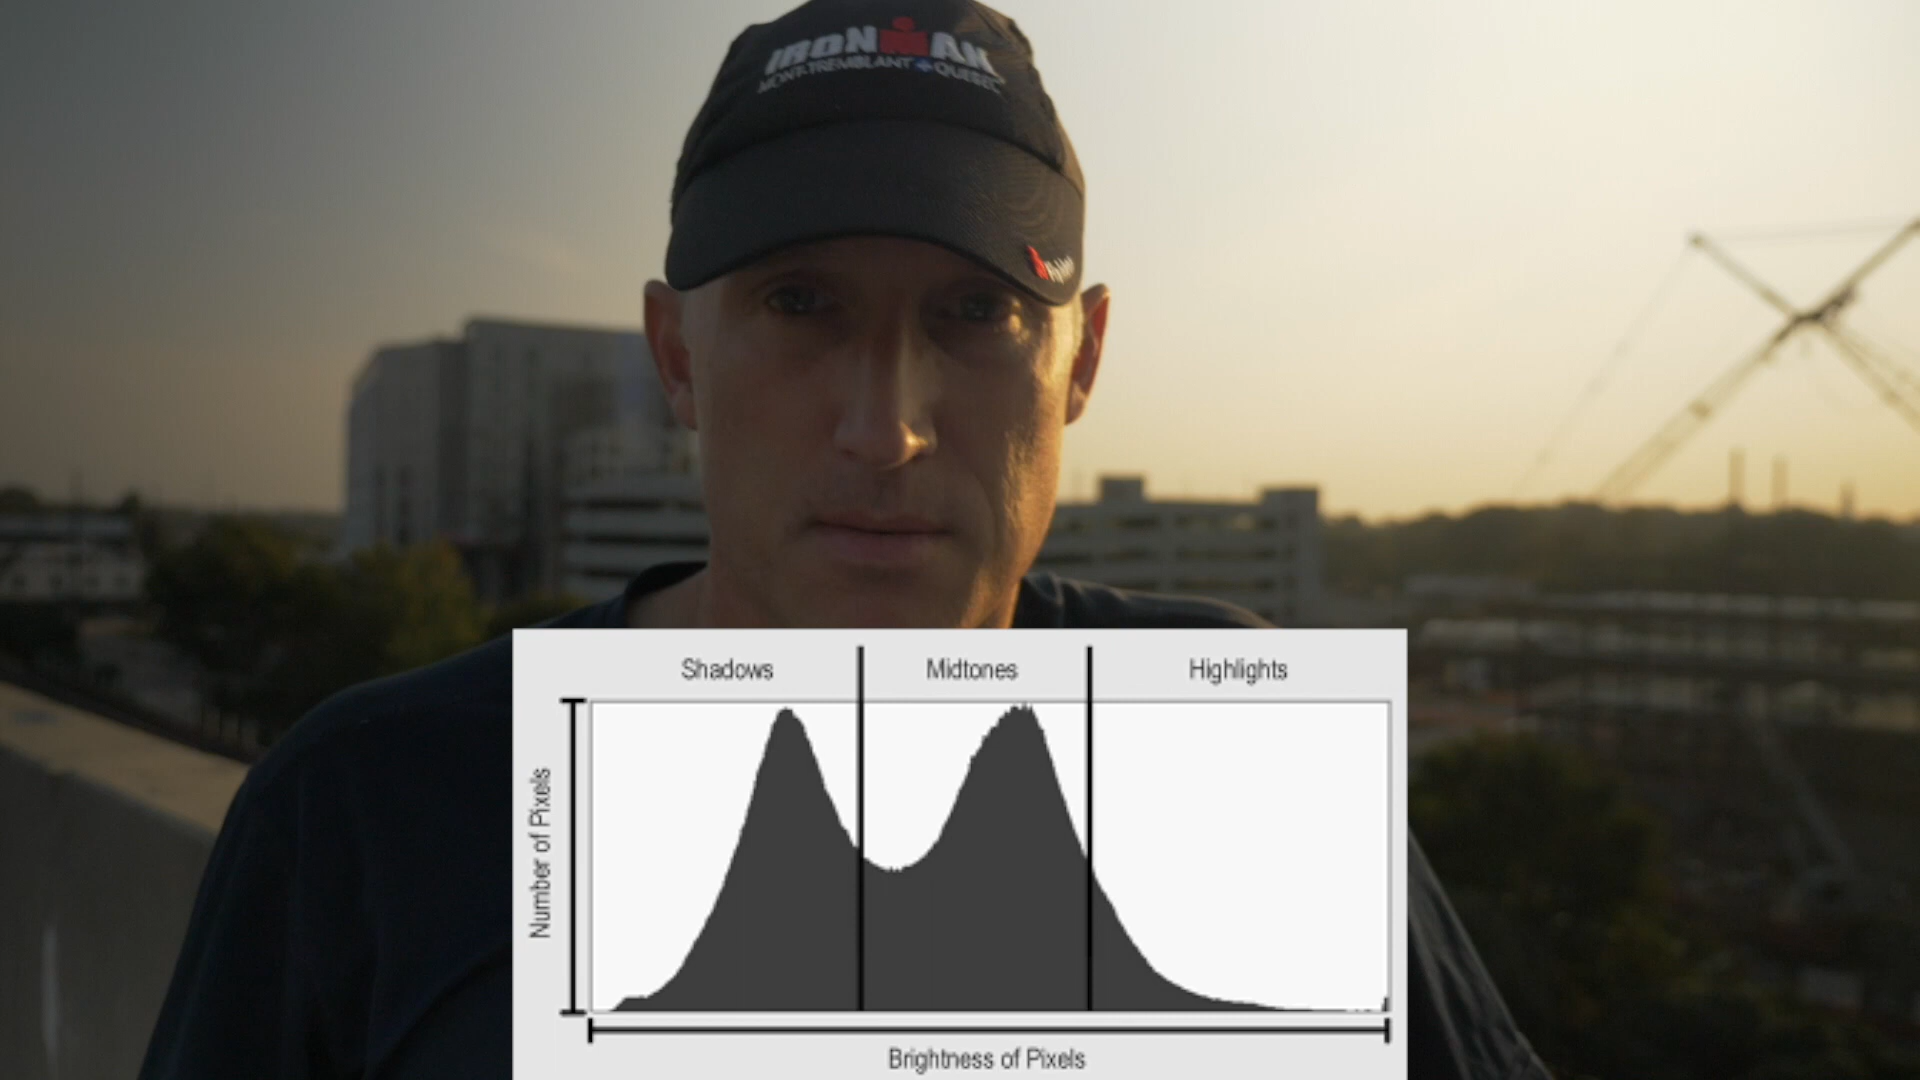 IRONMAN
MONT-TREMBLANT QUEBEC
Shadows Midtones Highlights
Number of Pixels
Brightness of Pixels